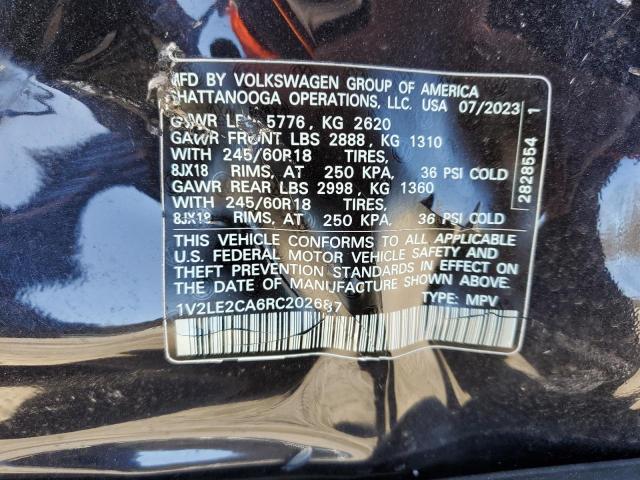 MFD BY VOLKSWAGEN GROUP OF AMERICA
CHATTANOOGA OPERATIONS, LLC. USA 07/2023
5776, KG 2620
GAWR FRONT LBS 2888, KG 1310
WITH 245/60R18 TIRES,
8JX18 RIMS, AT 250 KPA, 36 PSI COLD
GAWR REAR LBS 2998, KG 1360
WITH 245/60R18 TIRES,
8JX18 RIMS, AT 250 KPA, 36 PSI COLD
THIS VEHICLE CONFORMS TO ALL APPLICABLE
U.S. FEDERAL MOTOR VEHICLE SAFETY AND
THEFT PREVENTION STANDARDS IN EFFECT ON
THE DATE OF MANUFACTURE SHOWN ABOVE.
1V2LE2CA6RC202687 TYPE: MPV
2828554 1